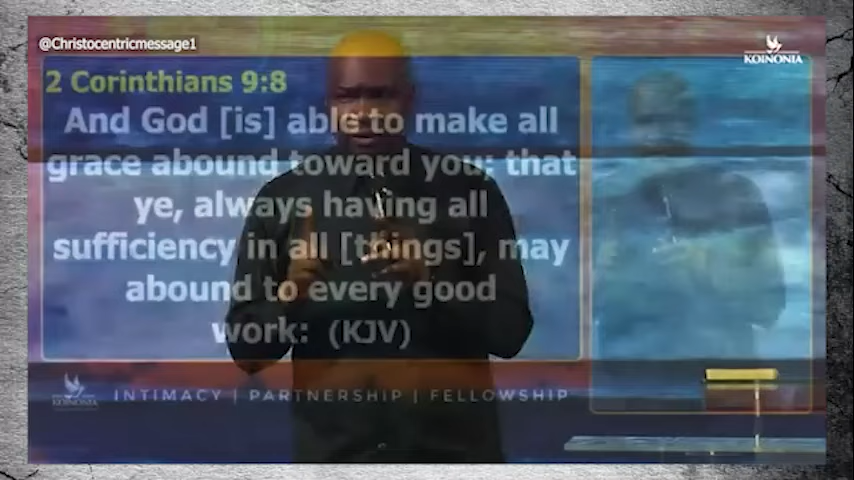 @Christocentricmessage1
KOINONIA
2 Corinthians 9:8
And God [is] able to make all
grace abound toward you; that
ye, always having all
sufficiency in all [things], may
abound to every good
work: (KJV)
KOINONIA
INTIMACY | PARTNERSHIP | FELLOWSHIP